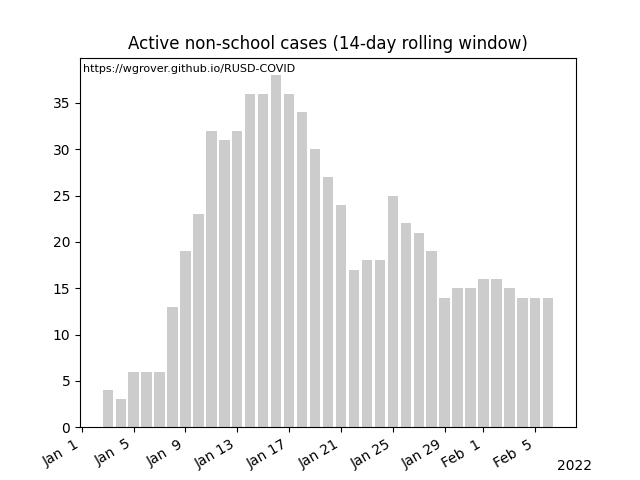 Active non-school cases (14-day rolling window)
https://wgrover.github.io/RUSD-COVID
35
30
25
20
15
10
5
0
Jan 1
Jan 5
Jan 9
Jan 13
Jan 17
Jan 21
Jan 25
Jan 29
Feb 1
Feb 5
2022